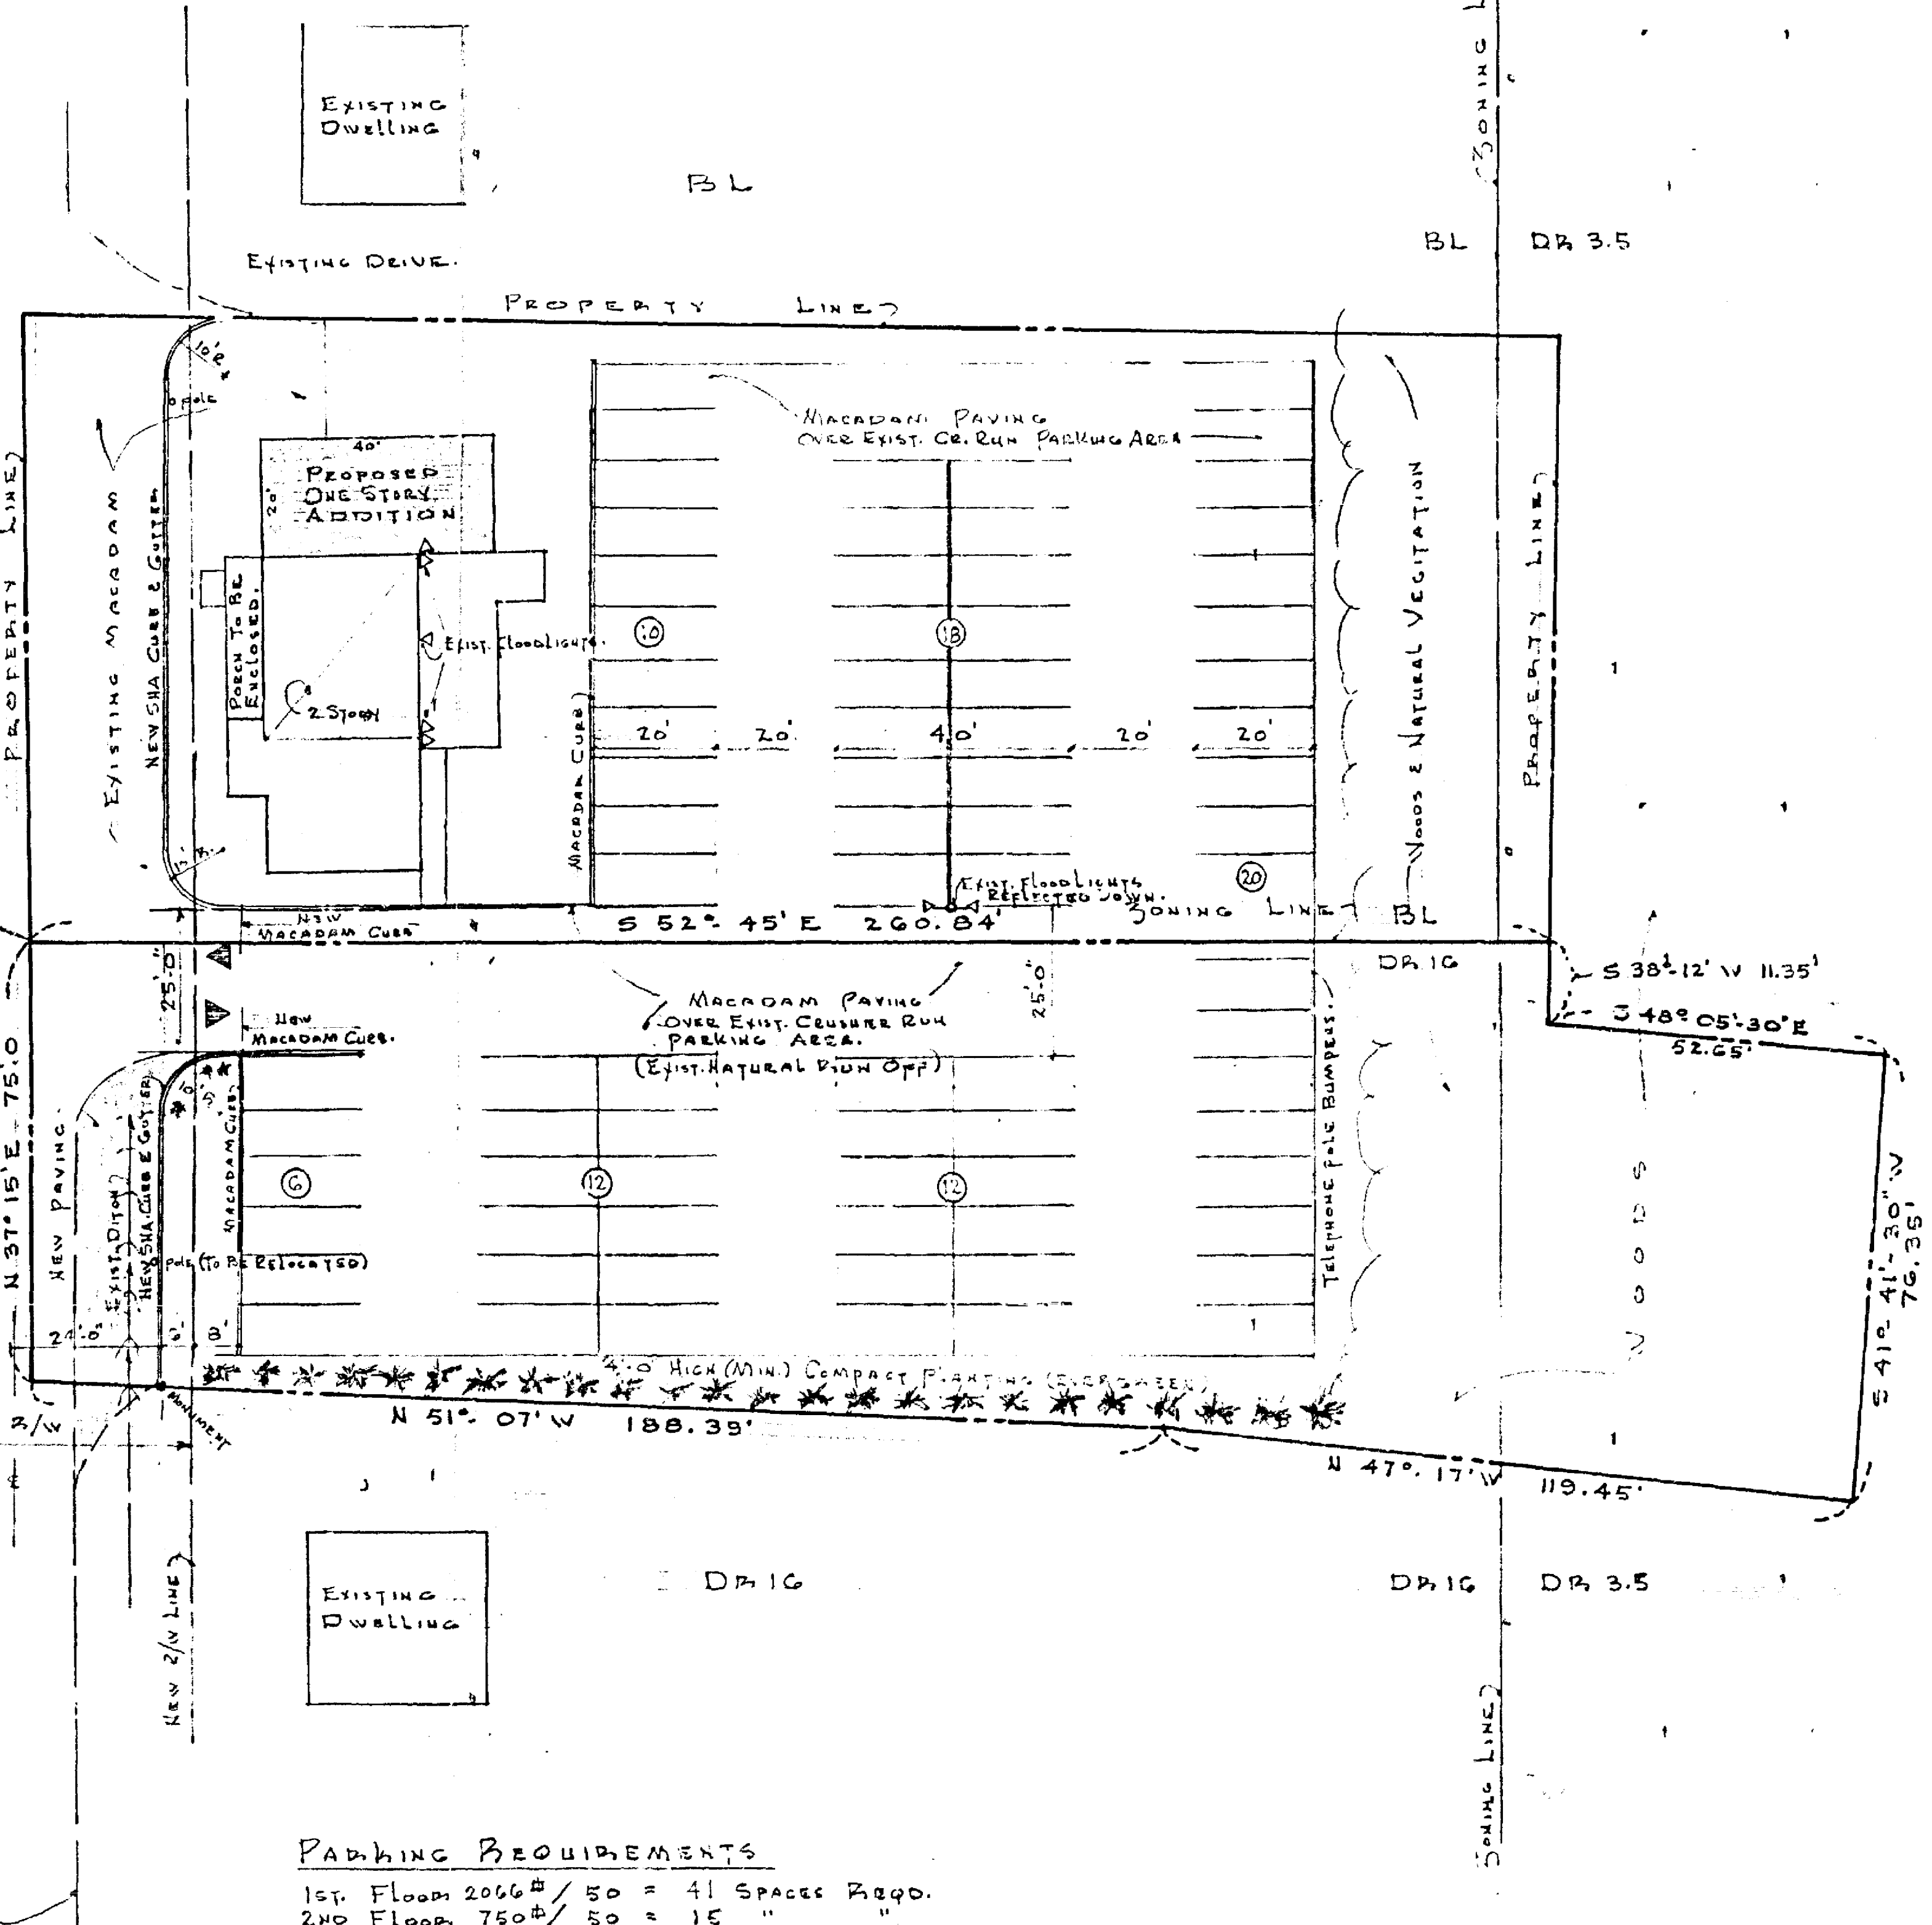 EXISTING
DWELLING
BL
ZONING L
BL
DR 3.5
EXISTING DRIVE.
PROPERTY LINE
10'R
pole
MACADAM PAVING
OVER EXIST. CR. RUN PARKING AREA
40'
PROPOSED
ONE STORY
ADDITION
20'
PROPERTY LINE
EXISTING MACADAM
NEW SHA CURB & GUTTER
PORCH TO BE
ENCLOSED.
EXIST. FLOODLIGHTS.
2 STORY
10
18
MACADAM CURB
20'
20'
40'
20'
20'
WOODS & NATURAL VEGITATION
PROPERTY LINE
20
EXIST. FLOODLIGHTS
REFLECTED DOWN.
NEW
MACADAM CURB
S 52°- 45' E 260.84'
ZONING LINE
BL
DR 16
25'-0"
25'-0"
S 38°-12' W 11.35'
S 48° 05'-30" E
52.65'
MACADAM PAVING
OVER EXIST. CRUSHER RUN
PARKING AREA.
(EXIST. NATURAL RUN OFF)
NEW
MACADAM CURB.
N 37° 15' E 75.0
NEW PAVING
EXIST. DITCH
NEW SHA. CURB & GUTTER
10'
MACADAM CURB
6
12
12
TELEPHONE POLE BUMPERS.
WOODS
S 41° 41'-30" W
76.35'
pole (TO BE RELOCATED)
24'-0"
6'
8'
4'-0" HIGH (MIN.) COMPACT PLANTING (EVERGREEN)
R/W
MONUMENT
N 51°- 07' W 188.39'
N 47°. 17' W 119.45'
NEW R/W LINE
EXISTING
DWELLING
DR 16
DR 16
DR 3.5
ZONING LINE
PARKING REQUIREMENTS
1ST. FLOOR 2066#/ 50 = 41 SPACES REQD.
2ND FLOOR 750#/ 50 = 15 " "